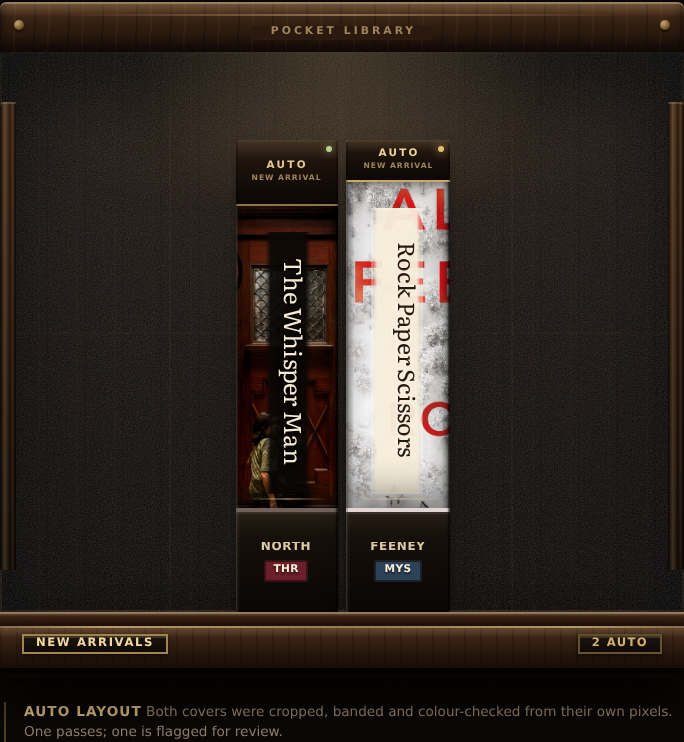 POCKET LIBRARY
AUTO
NEW ARRIVAL
The Whisper Man
NORTH
THR
AUTO
NEW ARRIVAL
AL
FEE
O
Rock Paper Scissors
FEENEY
MYS
NEW ARRIVALS
2 AUTO
AUTO LAYOUT Both covers were cropped, banded and colour-checked from their own pixels.
One passes; one is flagged for review.